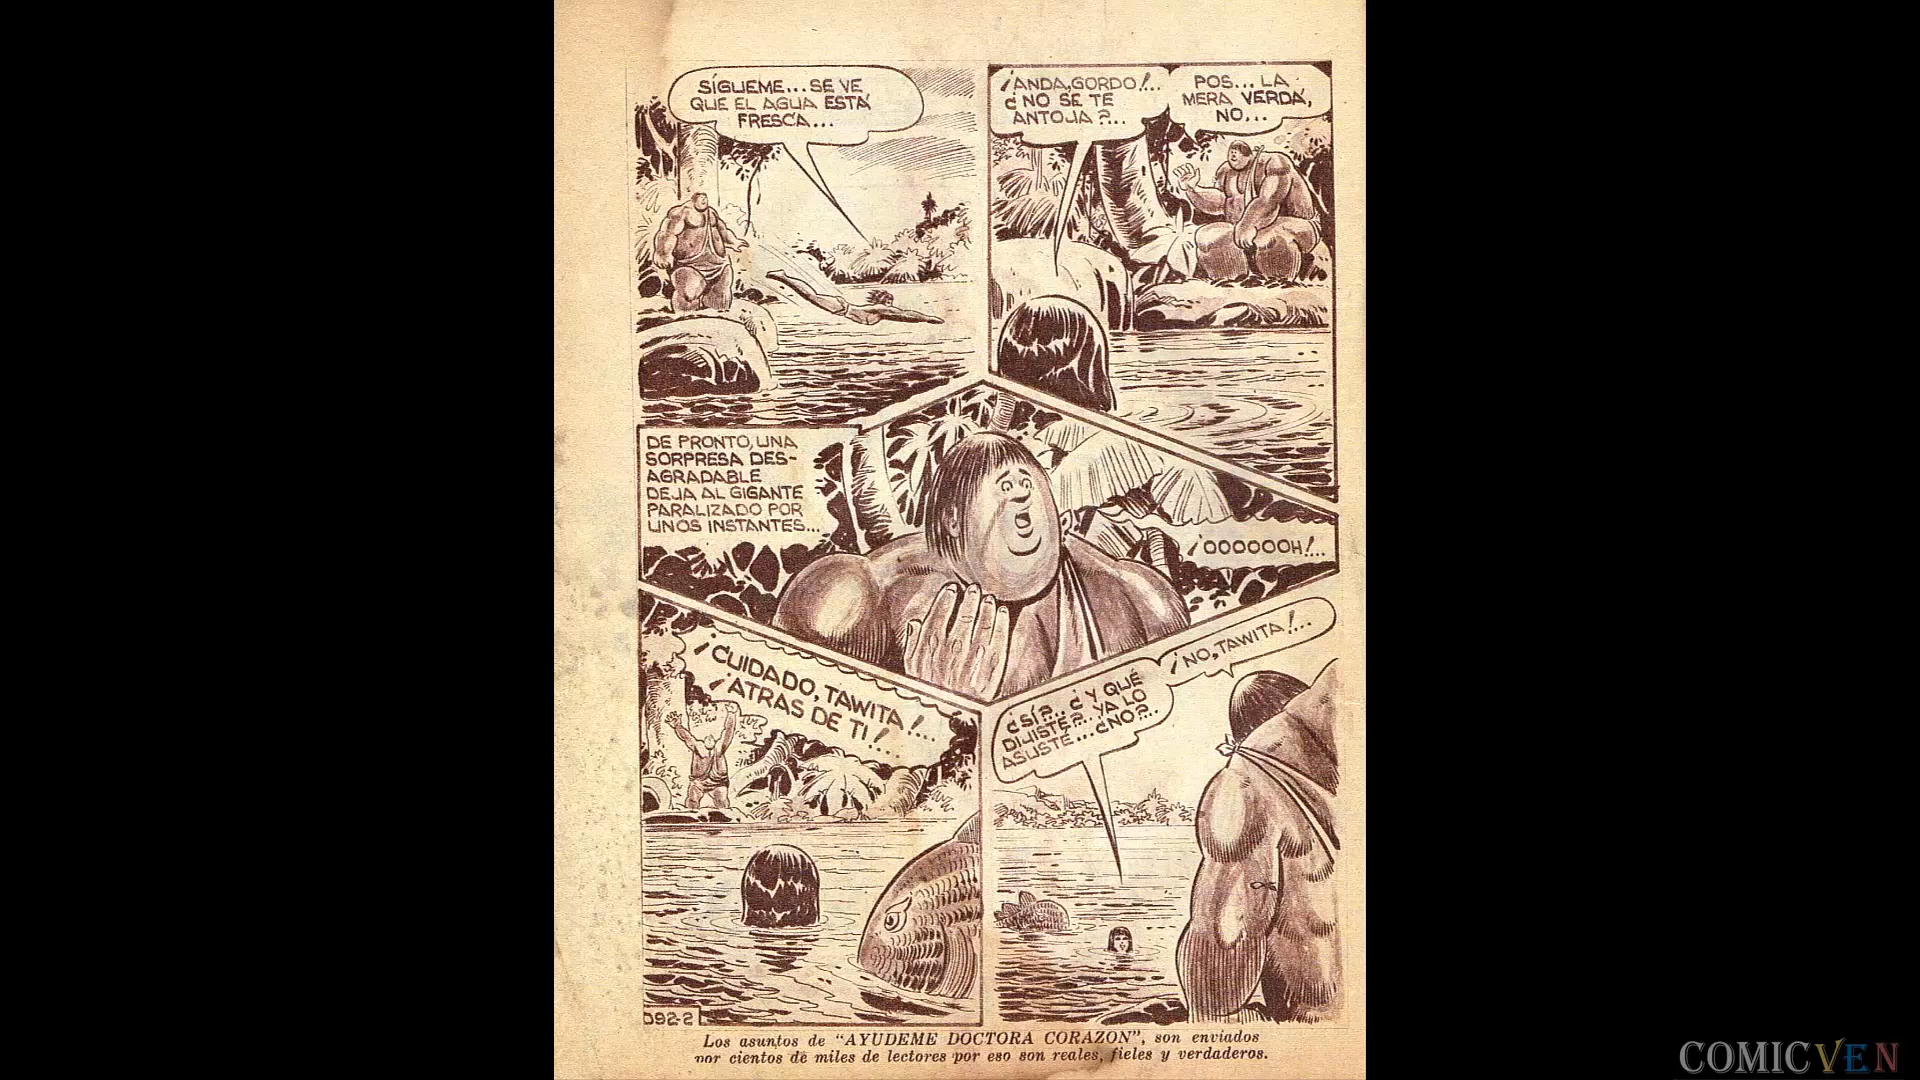 SÍGUEME...SE VE
QUE EL AGUA ESTÁ
FRESCA...
¡ANDA, GORDO!...
¿NO SE TE
ANTOJA?...
POS... LA
MERA VERDÁ,
NO...
DE PRONTO, UNA
SORPRESA DES-
AGRADABLE
DEJA AL GIGANTE
PARALIZADO POR
UNOS INSTANTES...
¡OOOOOOH!...
¡CUIDADO, TAWITA!...
¡ATRAS DE TI!...
¡NO, TAWITA!...
¿SÍ?..¿Y QUÉ
DIJISTE?..YA LO
ASUSTÉ...¿NO?...
D92-2
Los asuntos de "AYUDEME DOCTORA CORAZON", son enviados
por cientos de miles de lectores por eso son reales, fieles y verdaderos.
COMICVEN